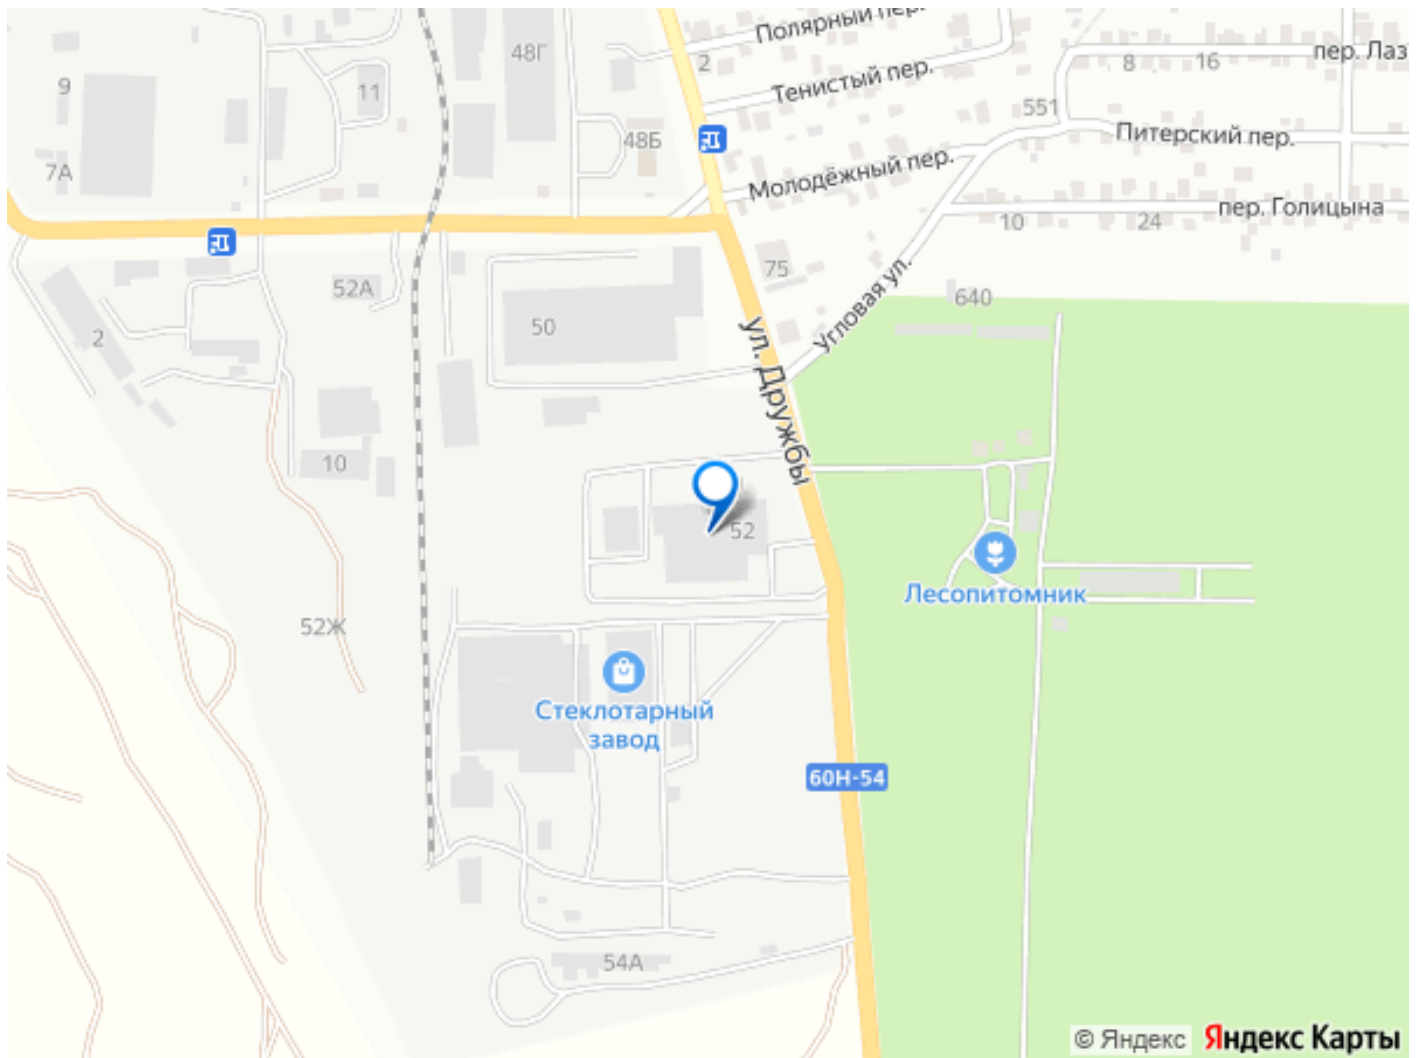 Полярный пер.
48Г
2
пер. Лаз
8
16
Тенистый пер.
9
11
551
48Б
Питерский пер.
7А
Молодёжный пер.
пер. Голицына
10
24
75
52А
640
Угловая ул.
50
2
ул. Дружбы
10
52
Лесопитомник
52Ж
Стеклотарный
завод
60Н-54
54А
© Яндекс Яндекс Карты